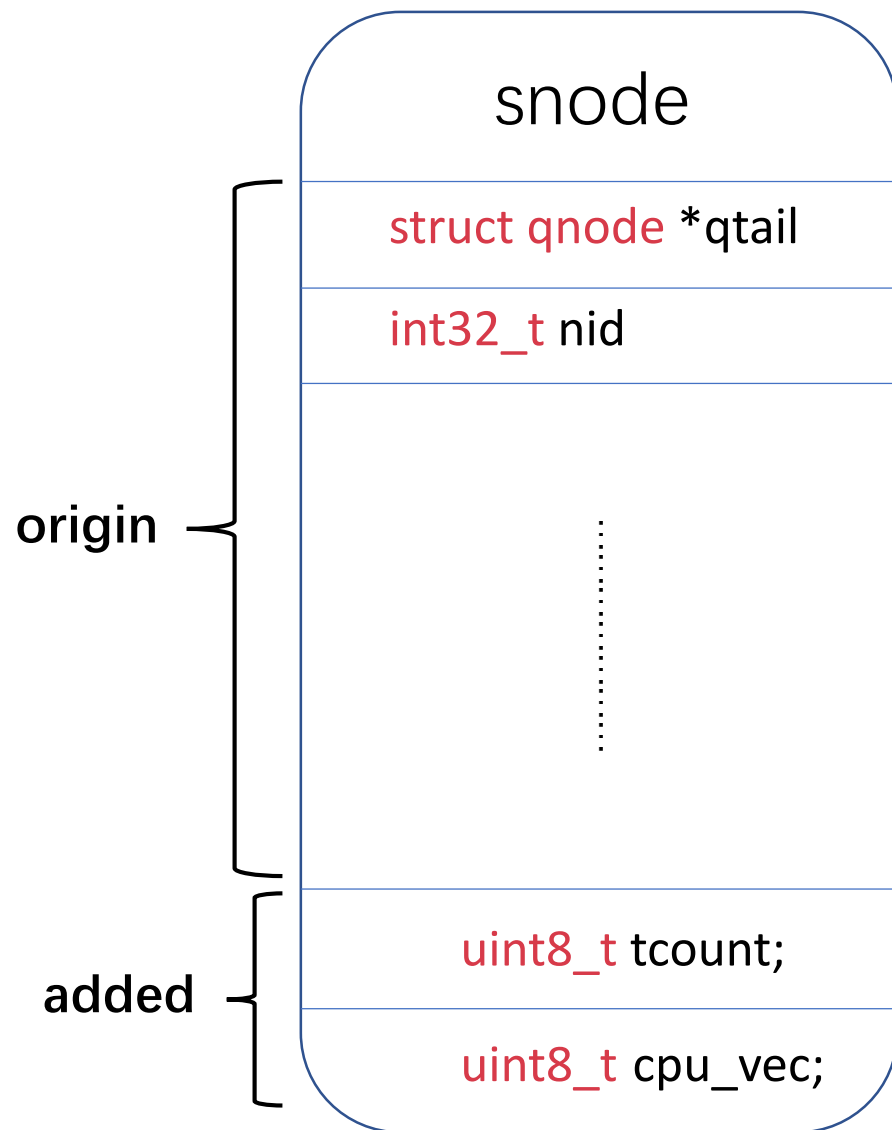 snode
struct qnode *qtail
int32_t nid
origin
uint8_t tcount;
added
uint8_t cpu_vec;